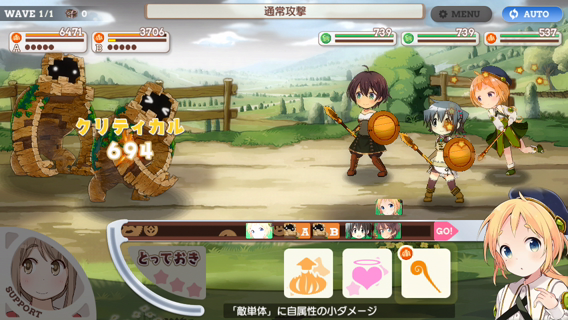 WAVE 1/1
0
通常攻撃
MENU
AUTO
6471
A
3706
B
739
739
537
クリティカル
694
A
B
GO!
とっておき
SUPPORT
「敵単体」に自属性の小ダメージ